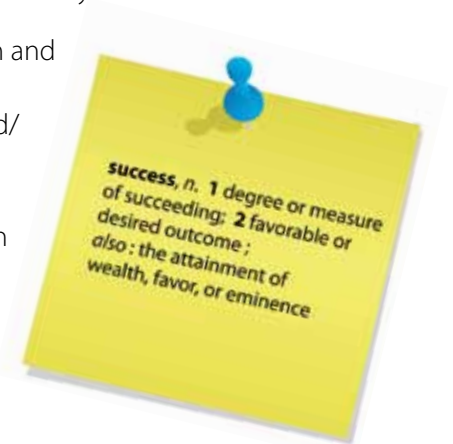 n and
d/
n
success, n. 1 degree or measure
of succeeding; 2 favorable or
desired outcome ;
also : the attainment of
wealth, favor, or eminence